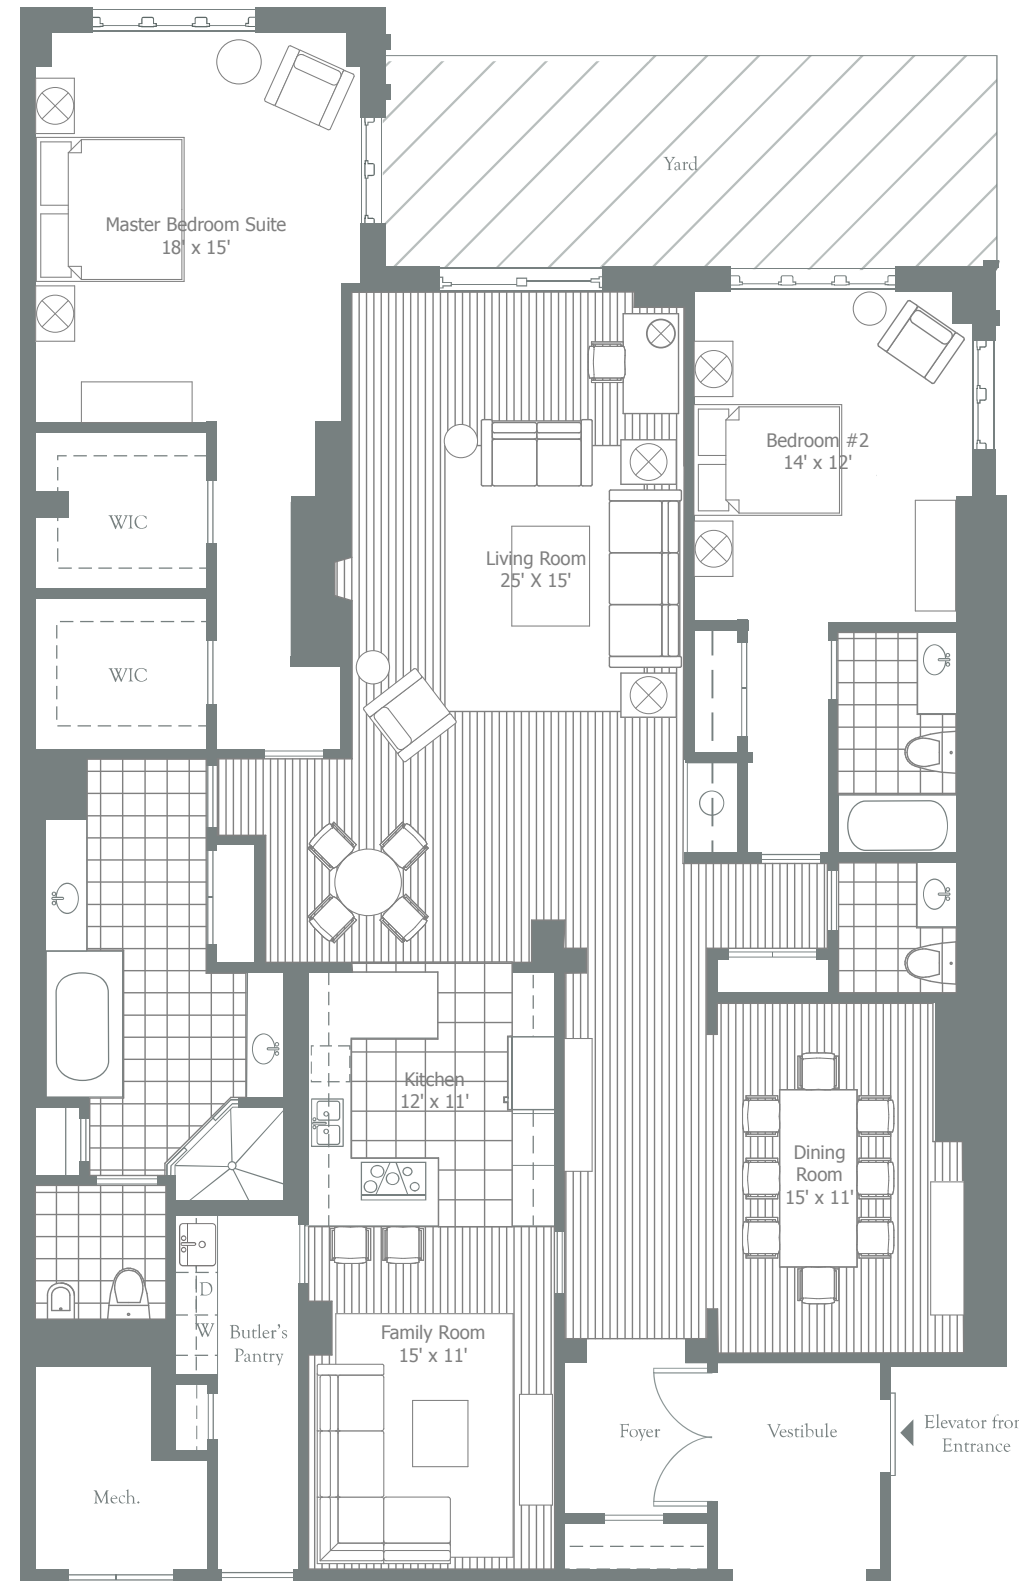 Yard
Master Bedroom Suite
18' x 15'
Bedroom #2
14' x 12'
WIC
Living Room
25' X 15'
WIC
Kitchen
12' x 11'
Dining
Room
15' x 11'
D
W
Butler's
Pantry
Family Room
15' x 11'
Foyer
Vestibule
Elevator from
Entrance
Mech.